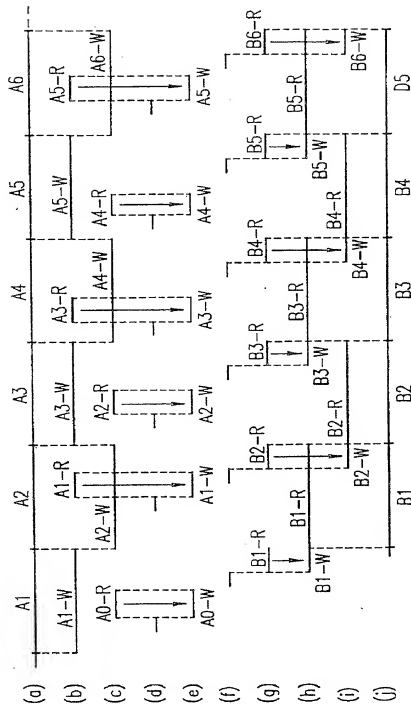 (a) A1 A2 A3 A4 A5 A6
(b) A1-W A1-R A3-W A3-R A5-W A5-R
(c) A0-R A2-W A2-R A4-W A4-R A6-W
(d)
(e) A0-W A1-W A2-W A3-W A4-W A5-W
(f)
(g) B1-R B2-R B3-R B4-R B5-R B6-R
(h) B1-W B1-R B3-W B3-R B5-W B5-R
(i) B2-W B2-R B4-W B4-R B6-W
(j) B1 B2 B3 B4 D5